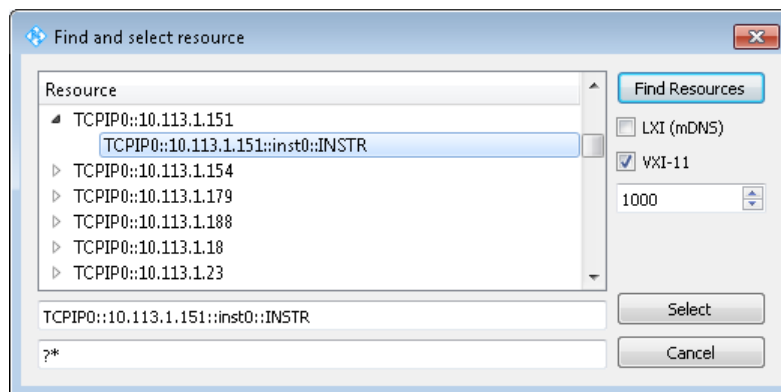 Find and select resource
Resource
TCPIP0::10.113.1.151
TCPIP0::10.113.1.151::inst0::INSTR
TCPIP0::10.113.1.154
TCPIP0::10.113.1.179
TCPIP0::10.113.1.188
TCPIP0::10.113.1.18
TCPIP0::10.113.1.23
TCPIP0::10.113.1.151::inst0::INSTR
?*
Find Resources
LXI (mDNS)
VXI-11
1000
Select
Cancel